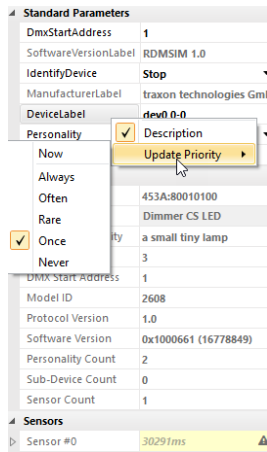 Standard Parameters
DmxStartAddress 1
SoftwareVersionLabel RDMSIM 1.0
IdentifyDevice Stop
ManufacturerLabel traxon technologies Gm
DeviceLabel dev0 0-0
Personality
Description
Update Priority
Now
Always
Often
Rare
Once
Never
453A:80010100
Dimmer CS LED
ity a small tiny lamp
3
DMX Start Address 1
Model ID 2608
Protocol Version 1.0
Software Version 0x1000661 (16778849)
Personality Count 2
Sub-Device Count 0
Sensor Count 1
Sensors
Sensor #0 30291ms